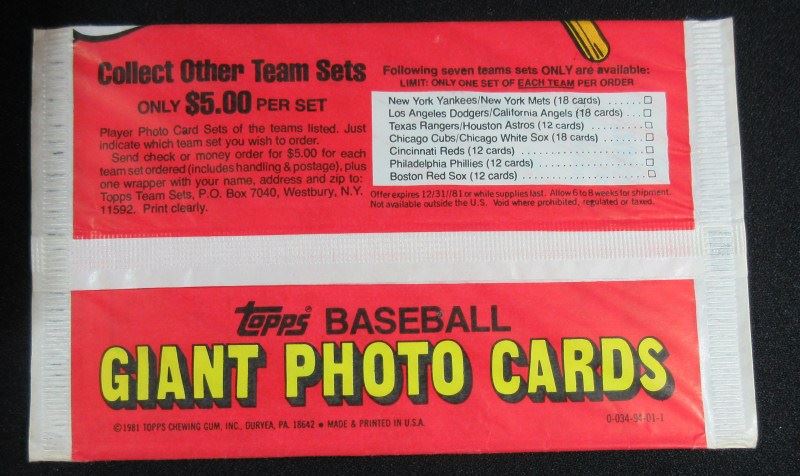 Collect Other Team Sets
ONLY $5.00 PER SET
Player Photo Card Sets of the teams listed. Just
indicate which team set you wish to order.
Send check or money order for $5.00 for each
team set ordered (includes handling & postage), plus
one wrapper with your name, address and zip to:
Topps Team Sets, P.O. Box 7040, Westbury, N.Y.
11592. Print clearly.
Following seven teams sets ONLY are available:
LIMIT: ONLY ONE SET OF EACH TEAM PER ORDER
New York Yankees/New York Mets (18 cards) ...... ☐
Los Angeles Dodgers/California Angels (18 cards) ... ☐
Texas Rangers/Houston Astros (12 cards) ........ ☐
Chicago Cubs/Chicago White Sox (18 cards) ...... ☐
Cincinnati Reds (12 cards) .................. ☐
Philadelphia Phillies (12 cards) ................ ☐
Boston Red Sox (12 cards) ................... ☐
Offer expires 12/31//81 or while supplies last. Allow 6 to 8 weeks for shipment.
Not available outside the U.S. Void where prohibited, regulated or taxed.
topps® BASEBALL
GIANT PHOTO CARDS
©1981 TOPPS CHEWING GUM, INC., DURYEA, PA. 18642 • MADE & PRINTED IN U.S.A.
0-034-94-01-1